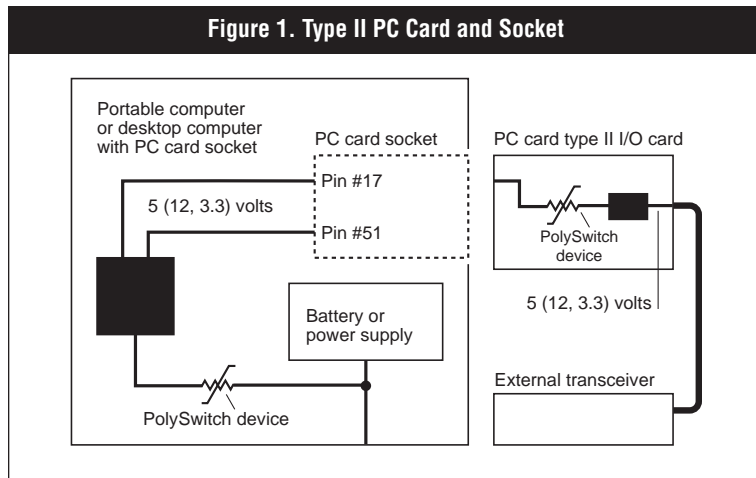 Figure 1. Type II PC Card and Socket
Portable computer
or desktop computer
with PC card socket
PC card socket
PC card type II I/O card
Pin #17
5 (12, 3.3) volts
Pin #51
PolySwitch
device
5 (12, 3.3) volts
Battery or
power supply
External transceiver
PolySwitch device